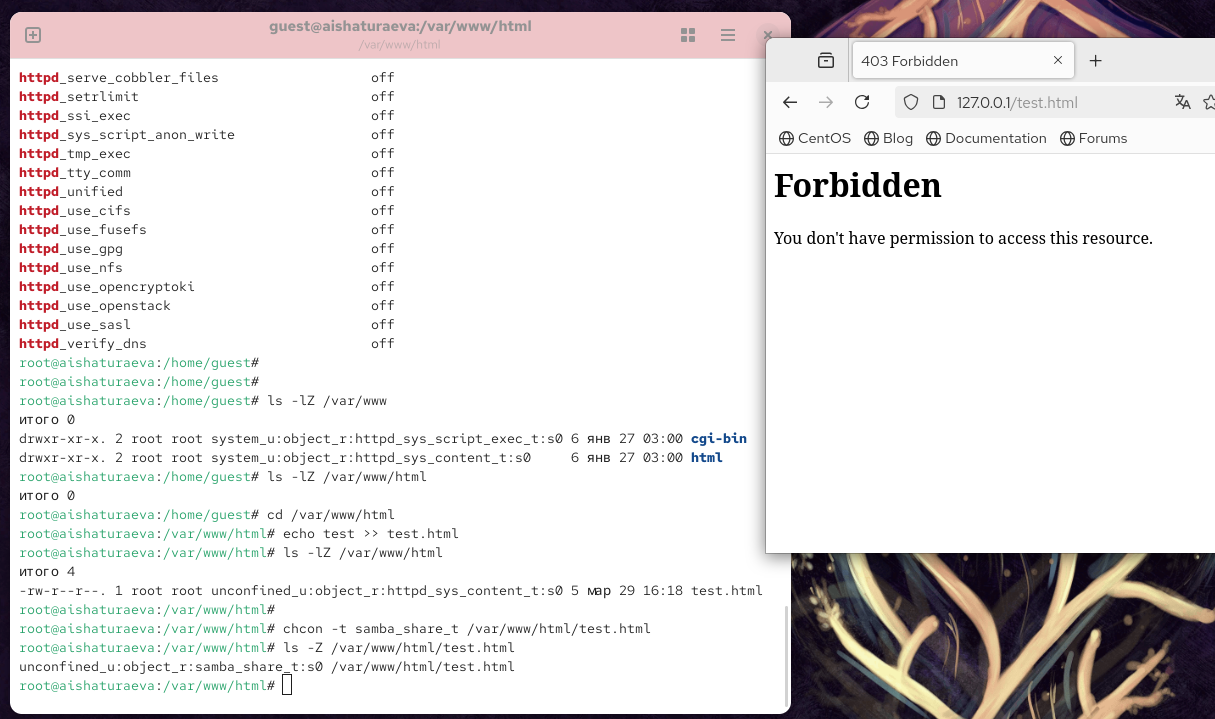 guest@aishaturaeva:/var/www/html
/var/www/html
httpd_serve_cobbler_files off
httpd_setrlimit off
httpd_ssi_exec off
httpd_sys_script_anon_write off
httpd_tmp_exec off
httpd_tty_comm off
httpd_unified off
httpd_use_cifs off
httpd_use_fusefs off
httpd_use_gpg off
httpd_use_nfs off
httpd_use_opencryptoki off
httpd_use_openstack off
httpd_use_sasl off
httpd_verify_dns off
root@aishaturaeva:/home/guest#
root@aishaturaeva:/home/guest#
root@aishaturaeva:/home/guest# ls -lZ /var/www
итого 0
drwxr-xr-x. 2 root root system_u:object_r:httpd_sys_script_exec_t:s0 6 янв 27 03:00 cgi-bin
drwxr-xr-x. 2 root root system_u:object_r:httpd_sys_content_t:s0 6 янв 27 03:00 html
root@aishaturaeva:/home/guest# ls -lZ /var/www/html
итого 0
root@aishaturaeva:/home/guest# cd /var/www/html
root@aishaturaeva:/var/www/html# echo test >> test.html
root@aishaturaeva:/var/www/html# ls -lZ /var/www/html
итого 4
-rw-r--r--. 1 root root unconfined_u:object_r:httpd_sys_content_t:s0 5 мар 29 16:18 test.html
root@aishaturaeva:/var/www/html#
root@aishaturaeva:/var/www/html# chcon -t samba_share_t /var/www/html/test.html
root@aishaturaeva:/var/www/html# ls -Z /var/www/html/test.html
unconfined_u:object_r:samba_share_t:s0 /var/www/html/test.html
root@aishaturaeva:/var/www/html#
403 Forbidden
127.0.0.1/test.html
CentOS Blog Documentation Forums
Forbidden
You don't have permission to access this resource.